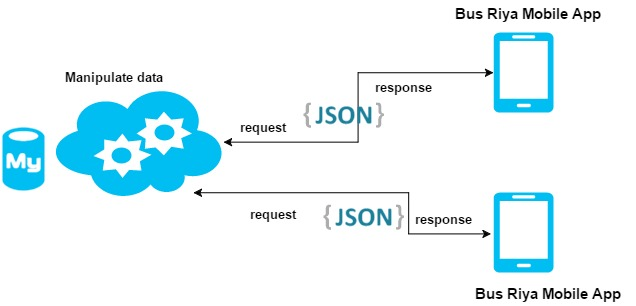 Bus Riya Mobile App
Manipulate data
response
{JSON}
request
My
request
{JSON}
response
Bus Riya Mobile App